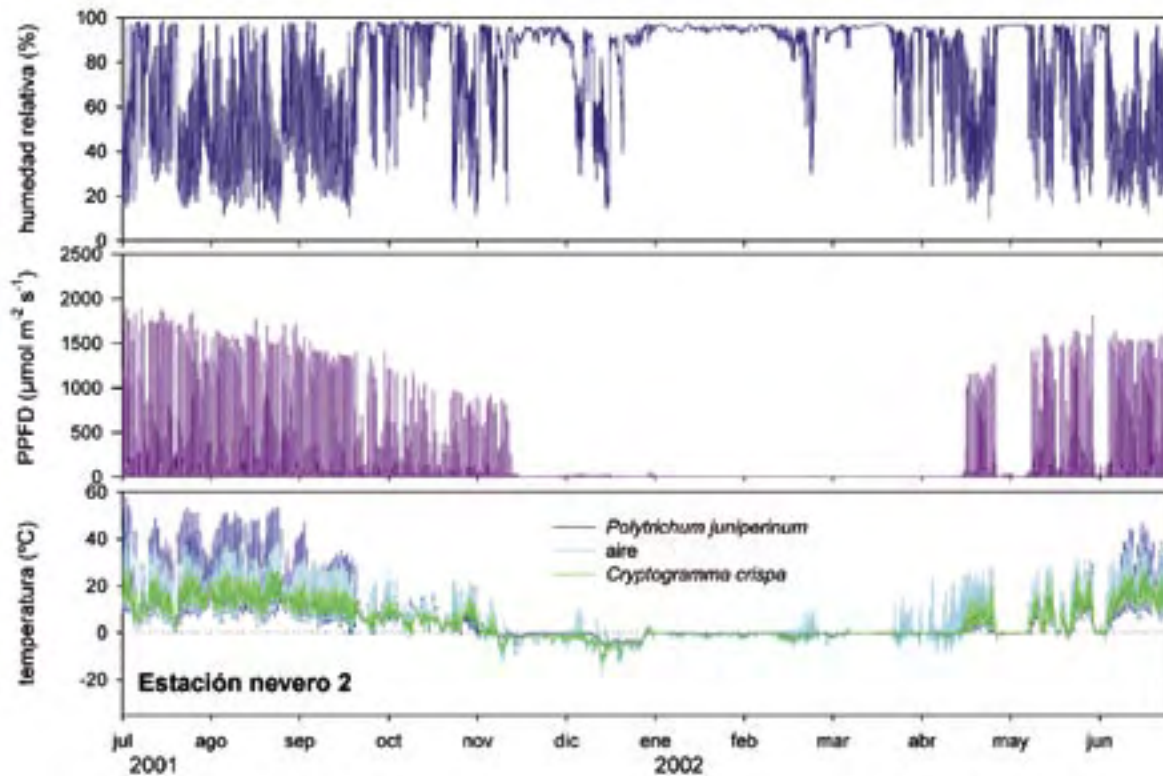 humedad relativa (%)
100
80
60
40
20
0
PPFD (µmol m⁻² s⁻¹)
2500
2000
1500
1000
500
0
temperatura (ºC)
60
40
20
0
-20
Polytrichum juniperinum
aire
Cryptogramma crispa
Estación nevero 2
jul ago sep oct nov dic ene feb mar abr may jun
2001 2002